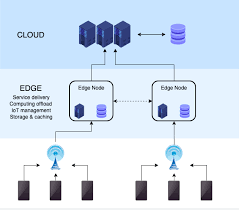 CLOUD
EDGE
Service delivery
Computing offload
IoT management
Storage & caching
Edge Node
Edge Node